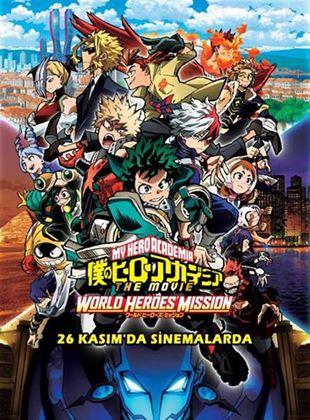 MY HERO ACADEMIA
僕のヒーローアカデミア
THE MOVIE
WORLD HEROES' MISSION
ワールド ヒーローズ ミッション
26 KASIM'DA SİNEMALARDA